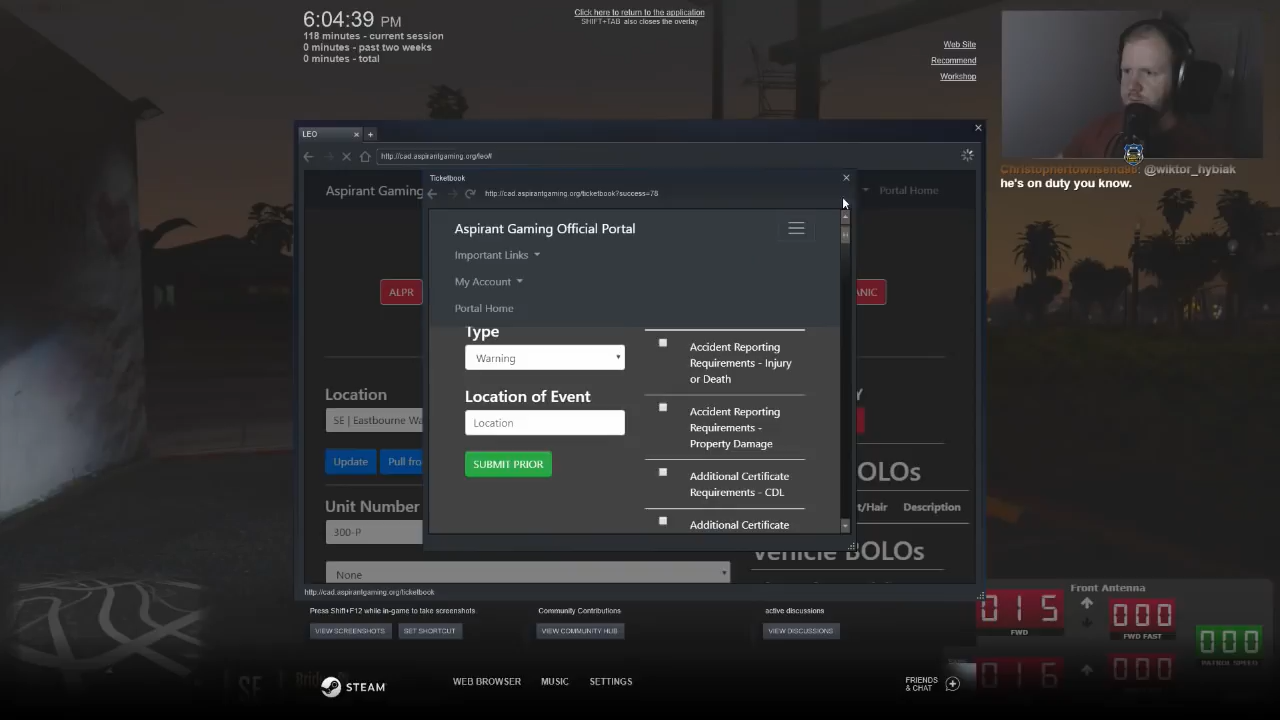 6:04:39 PM
118 minutes - current session
0 minutes - past two weeks
0 minutes - total
Click here to return to the application
SHIFT+TAB also closes the overlay
Web Site
Recommend
Workshop
Christophertownsend95: @wiktor_hybiak
he's on duty you know.
LEO
http://cad.aspirantgaming.org/leo#
Aspirant Gaming
Portal Home
Ticketbook
http://cad.aspirantgaming.org/ticketbook?success=75
Aspirant Gaming Official Portal
Important Links
My Account
Portal Home
ALPR
ANIC
Type
Warning
Location of Event
Location
SUBMIT PRIOR
Accident Reporting
Requirements - Injury
or Death
Accident Reporting
Requirements -
Property Damage
Additional Certificate
Requirements - CDL
Additional Certificate
Location
SE | Eastbourne Wa
Update
Pull fro
Unit Number
300-P
None
Y
OLOs
t/Hair
Description
Vehicle BOLOs
http://cad.aspirantgaming.org/ticketbook
Press Shift+F12 while in-game to take screenshots
VIEW SCREENSHOTS
SET SHORTCUT
Community Contributions
VIEW COMMUNITY HUB
active discussions
VIEW DISCUSSIONS
Front Antenna
015
FWD
000
FWD FAST
000
PATROL SPEED
016
000
SE
STEAM
WEB BROWSER
MUSIC
SETTINGS
FRIENDS
& CHAT